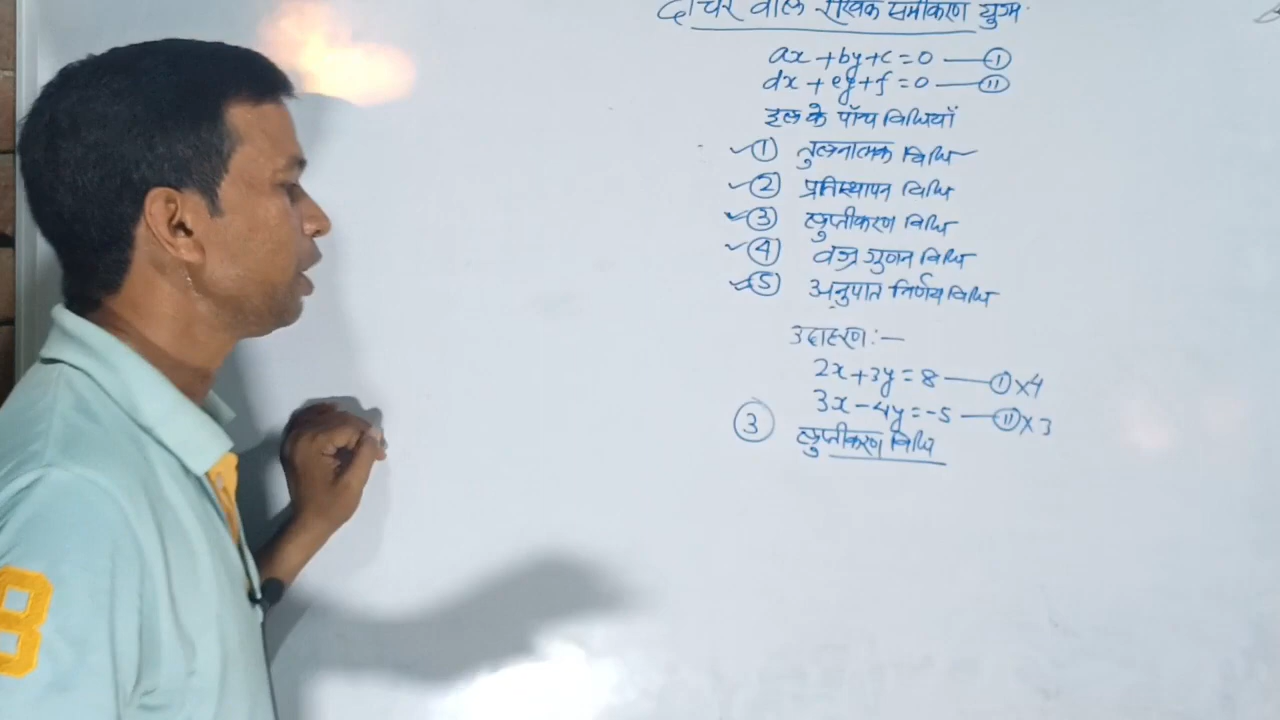 दो चर वाले रैखिक समीकरण युग्म
ax + by + c = 0 — Ⅰ
dx + ey + f = 0 — Ⅱ
हल के पाँच विधियाँ
① तुलनात्मक विधि
② प्रतिस्थापन विधि
③ लुप्तीकरण विधि
④ वज्र गुणन विधि
⑤ अनुपात निर्णय विधि
उदाहरण:—
2x + 3y = 8 — Ⅰ × 4
3x - 4y = -5 — Ⅱ × 3
③ लुप्तीकरण विधि
8